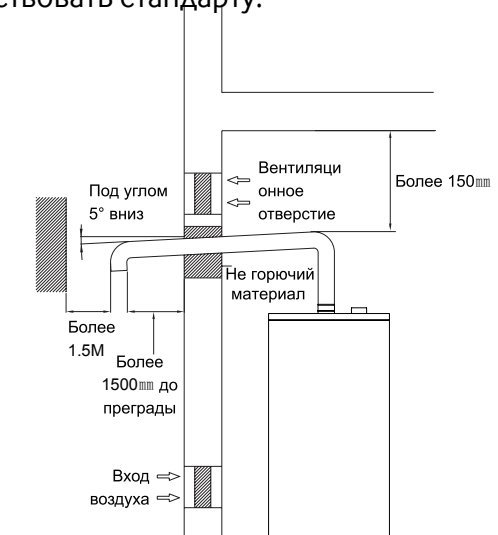 ствовать стандарту.
Вентиляци
онное
отверстие
Более 150㎜
Под углом
5° вниз
Не горючий
материал
Более
1.5М
Более
1500㎜ до
преграды
Вход
воздуха